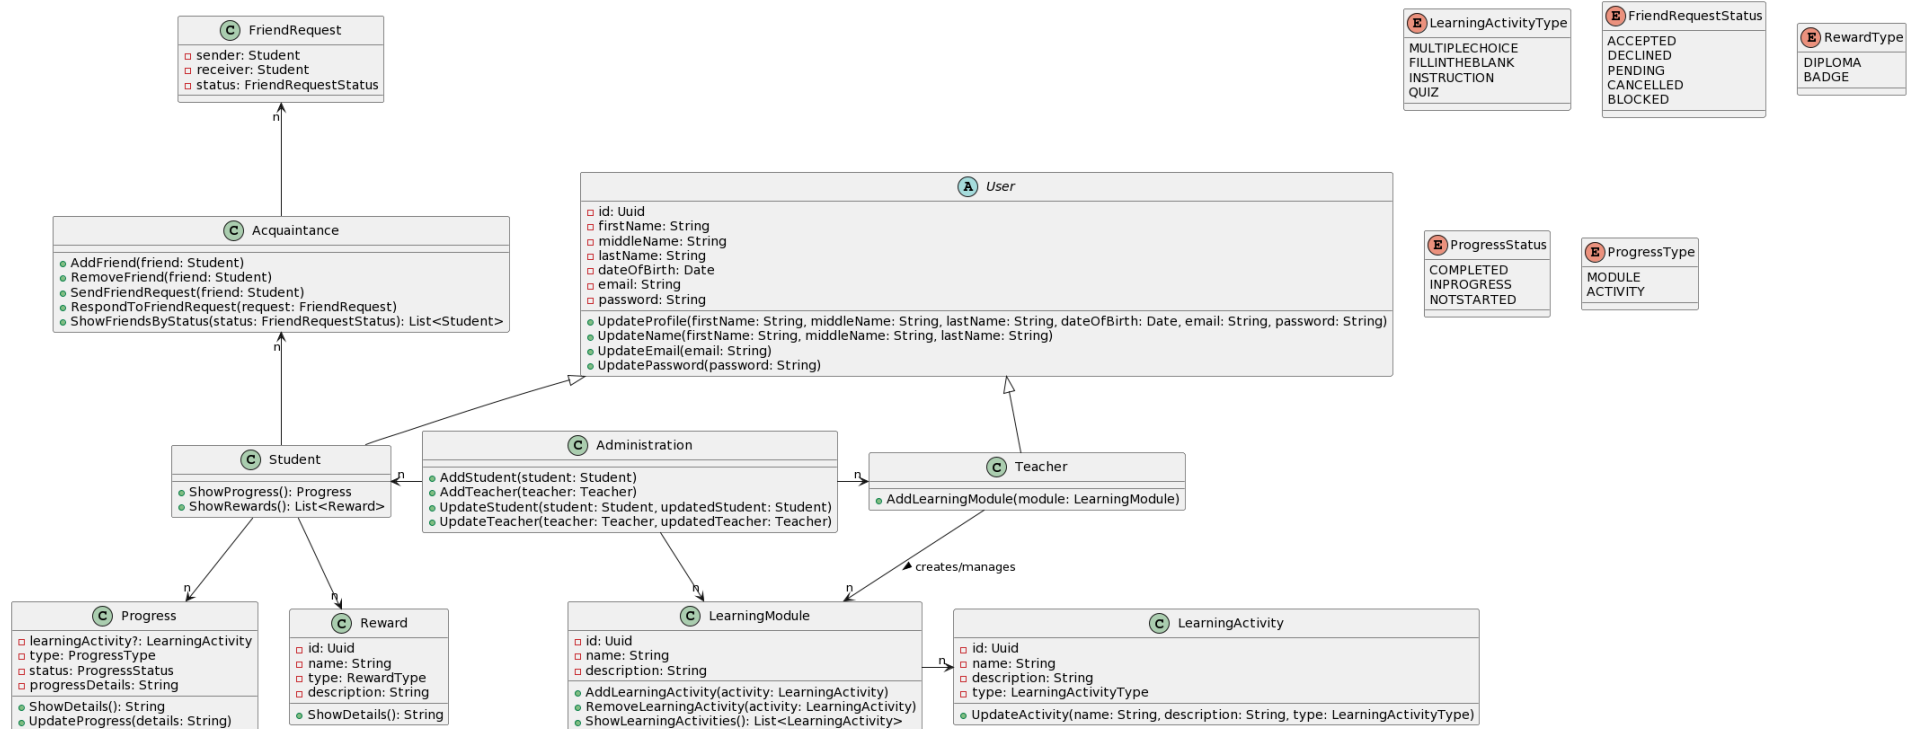 C FriendRequest
sender: Student
receiver: Student
status: FriendRequestStatus
n
E LearningActivityType
MULTIPLECHOICE
FILLINTHEBLANK
INSTRUCTION
QUIZ
E FriendRequestStatus
ACCEPTED
DECLINED
PENDING
CANCELLED
BLOCKED
E RewardType
DIPLOMA
BADGE
C Acquaintance
AddFriend(friend: Student)
RemoveFriend(friend: Student)
SendFriendRequest(friend: Student)
RespondToFriendRequest(request: FriendRequest)
ShowFriendsByStatus(status: FriendRequestStatus): List<Student>
n
A User
id: Uuid
firstName: String
middleName: String
lastName: String
dateOfBirth: Date
email: String
password: String
UpdateProfile(firstName: String, middleName: String, lastName: String, dateOfBirth: Date, email: String, password: String)
UpdateName(firstName: String, middleName: String, lastName: String)
UpdateEmail(email: String)
UpdatePassword(password: String)
E ProgressStatus
COMPLETED
INPROGRESS
NOTSTARTED
E ProgressType
MODULE
ACTIVITY
C Student
ShowProgress(): Progress
ShowRewards(): List<Reward>
n
C Administration
AddStudent(student: Student)
AddTeacher(teacher: Teacher)
UpdateStudent(student: Student, updatedStudent: Student)
UpdateTeacher(teacher: Teacher, updatedTeacher: Teacher)
n
C Teacher
AddLearningModule(module: LearningModule)
creates/manages
n
n
n
n
C Progress
learningActivity?: LearningActivity
type: ProgressType
status: ProgressStatus
progressDetails: String
ShowDetails(): String
UpdateProgress(details: String)
C Reward
id: Uuid
name: String
type: RewardType
description: String
ShowDetails(): String
C LearningModule
id: Uuid
name: String
description: String
AddLearningActivity(activity: LearningActivity)
RemoveLearningActivity(activity: LearningActivity)
ShowLearningActivities(): List<LearningActivity>
n
C LearningActivity
id: Uuid
name: String
description: String
type: LearningActivityType
UpdateActivity(name: String, description: String, type: LearningActivityType)